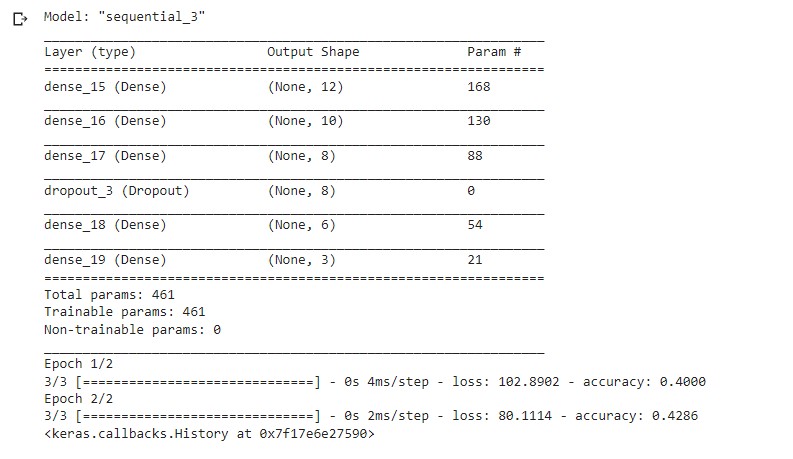 Model: "sequential_3"
Layer (type) Output Shape Param #
=================================================================
dense_15 (Dense) (None, 12) 168
dense_16 (Dense) (None, 10) 130
dense_17 (Dense) (None, 8) 88
dropout_3 (Dropout) (None, 8) 0
dense_18 (Dense) (None, 6) 54
dense_19 (Dense) (None, 3) 21
=================================================================
Total params: 461
Trainable params: 461
Non-trainable params: 0
Epoch 1/2
3/3 [==============================] - 0s 4ms/step - loss: 102.8902 - accuracy: 0.4000
Epoch 2/2
3/3 [==============================] - 0s 2ms/step - loss: 80.1114 - accuracy: 0.4286
<keras.callbacks.History at 0x7f17e6e27590>